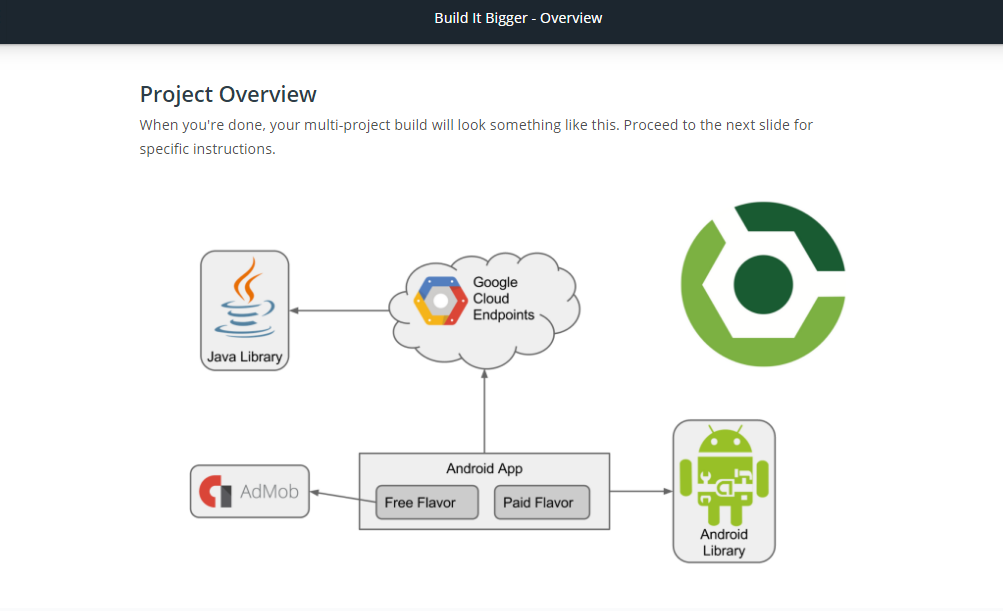 Build It Bigger - Overview
Project Overview
When you're done, your multi-project build will look something like this. Proceed to the next slide for
specific instructions.
Google
Cloud
Endpoints
Java Library
Android App
AdMob
Free Flavor
Paid Flavor
Android
Library